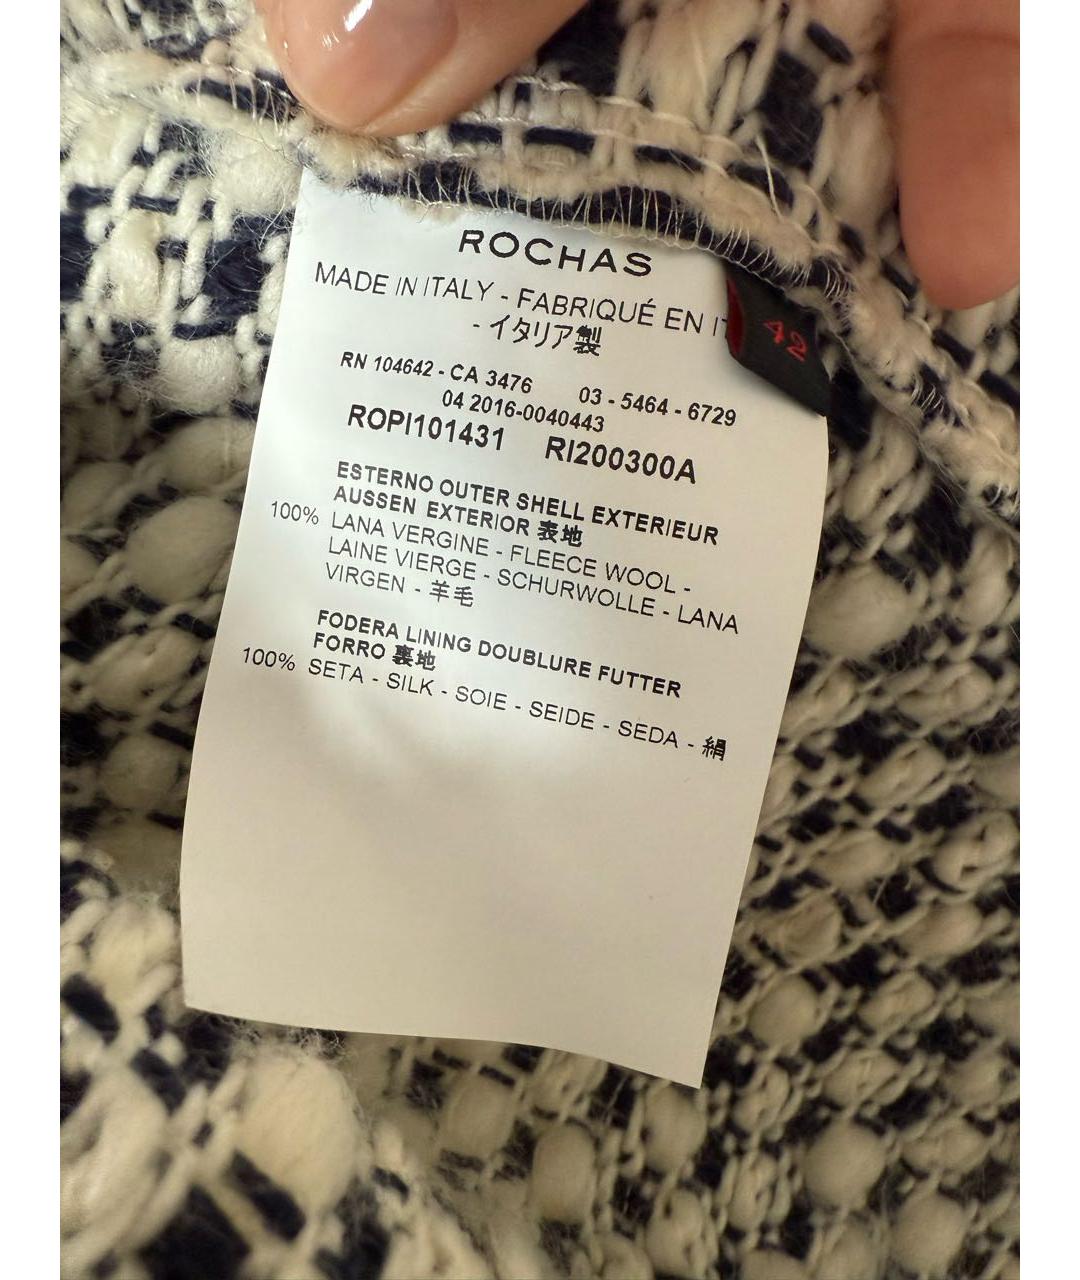 ROCHAS
MADE IN ITALY - FABRIQUÉ EN IT
- イタリア製
42
RN 104642 - CA 3476 03 - 5464 - 6729
04 2016-0040443
ROPI101431 RI200300A
ESTERNO OUTER SHELL EXTERIEUR
AUSSEN EXTERIOR 表地
100% LANA VERGINE - FLEECE WOOL -
LAINE VIERGE - SCHURWOLLE - LANA
VIRGEN - 羊毛
FODERA LINING DOUBLURE FUTTER
FORRO 裏地
100% SETA - SILK - SOIE - SEIDE - SEDA - 絹